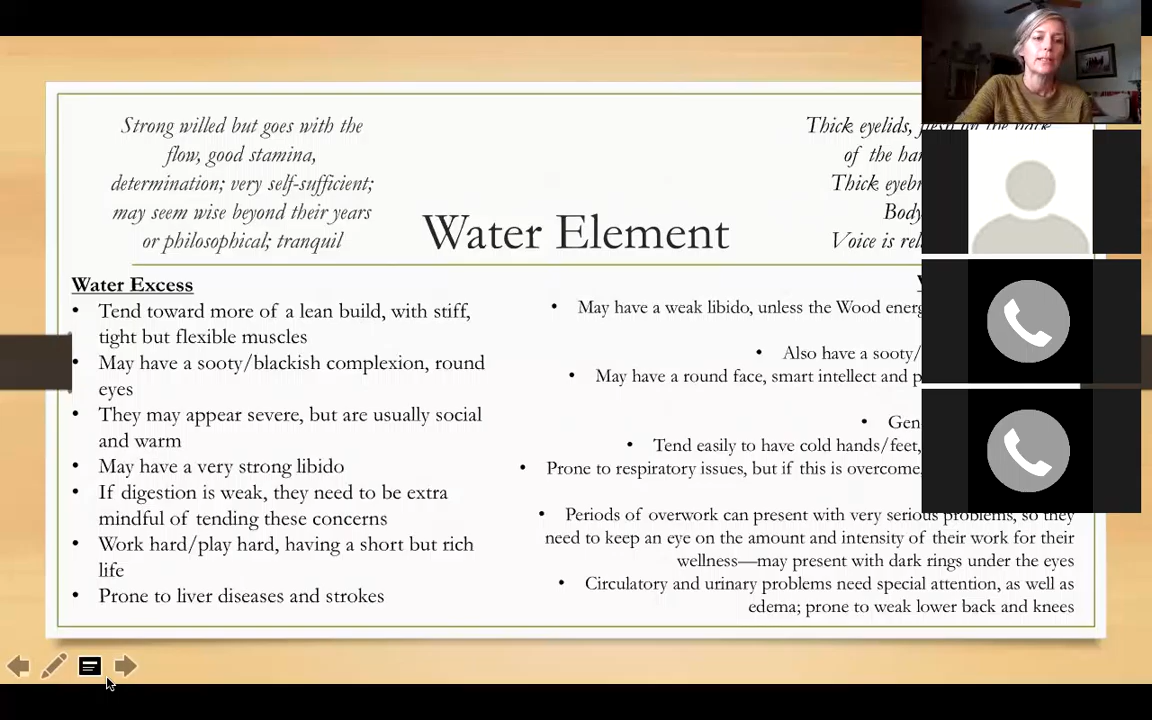 Strong willed but goes with the
flow, good stamina,
determination; very self-sufficient;
may seem wise beyond their years
or philosophical; tranquil
Thick eyelids,
of the
Thick
Body
Voice is
Water Element
Water Excess
• Tend toward more of a lean build, with stiff,
tight but flexible muscles
• May have a sooty/blackish complexion, round
eyes
• They may appear severe, but are usually social
and warm
• May have a very strong libido
• If digestion is weak, they need to be extra
mindful of tending these concerns
• Work hard/play hard, having a short but rich
life
• Prone to liver diseases and strokes
• May have a weak libido, unless the Wood
• Also have a sooty/
• May have a round face, smart intellect and
•
• Tend easily to have cold hands/feet,
• Prone to respiratory issues, but if this is overcome,
• Periods of overwork can present with very serious problems, so they
need to keep an eye on the amount and intensity of their work for their
wellness—may present with dark rings under the eyes
• Circulatory and urinary problems need special attention, as well as
edema; prone to weak lower back and knees